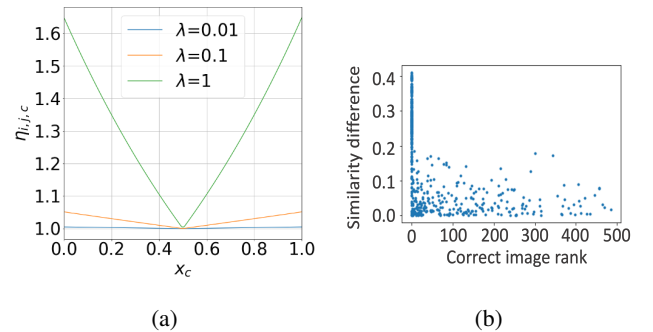 1.6
1.5
1.4
1.3
1.2
1.1
1.0
η_{i,j,c}
λ=0.01
λ=0.1
λ=1
0.0 0.2 0.4 0.6 0.8 1.0
x_c
(a)
Similarity difference
0.4
0.3
0.2
0.1
0.0
0 100 200 300 400 500
Correct image rank
(b)